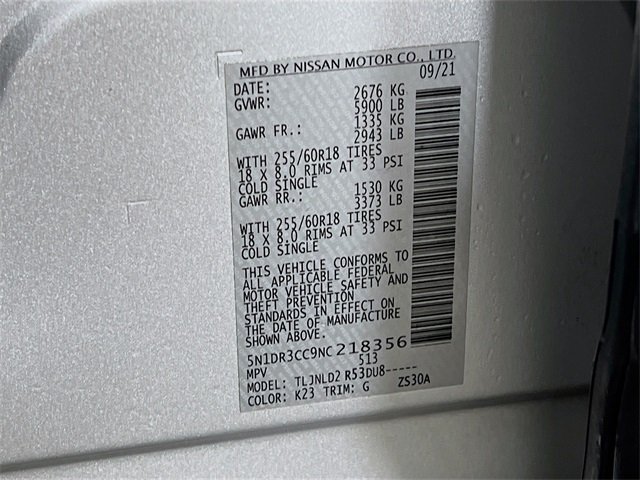 MFD BY NISSAN MOTOR CO., LTD.
DATE: 09/21
GVWR: 2676 KG
5900 LB
GAWR FR.: 1335 KG
2943 LB
WITH 255/60R18 TIRES
18 X 8.0 RIMS AT 33 PSI
COLD SINGLE
GAWR RR.: 1530 KG
3373 LB
WITH 255/60R18 TIRES
18 X 8.0 RIMS AT 33 PSI
COLD SINGLE
THIS VEHICLE CONFORMS TO
ALL APPLICABLE FEDERAL
MOTOR VEHICLE SAFETY AND
THEFT PREVENTION
STANDARDS IN EFFECT ON
THE DATE OF MANUFACTURE
SHOWN ABOVE.
5N1DR3CC9NC218356
MPV 513
MODEL: TLJNLD2 R53DU8-----
COLOR: K23 TRIM: G ZS30A